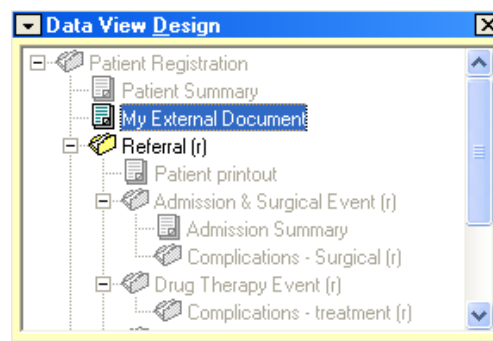 Data View Design
Patient Registration
Patient Summary
My External Document
Referral (r)
Patient printout
Admission & Surgical Event (r)
Admission Summary
Complications - Surgical (r)
Drug Therapy Event (r)
Complications - treatment (r)